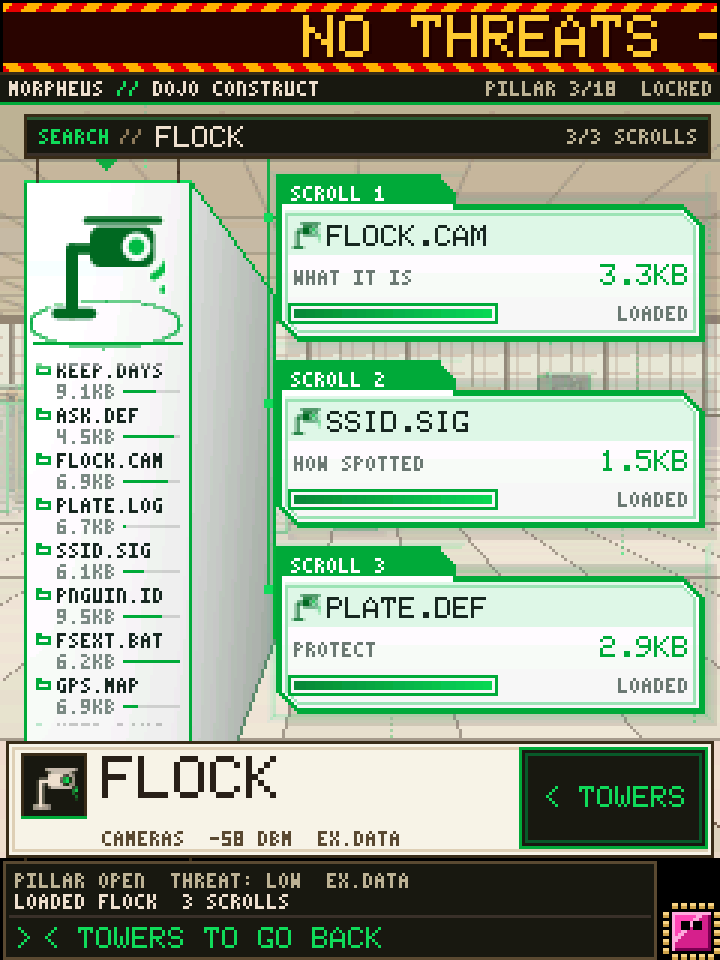 NO THREATS -
MORPHEUS // DOJO CONSTRUCT PILLAR 3/18 LOCKED
SEARCH // FLOCK 3/3 SCROLLS
SCROLL 1
FLOCK.CAM
WHAT IT IS 3.3KB
LOADED
SCROLL 2
SSID.SIG
HOW SPOTTED 1.5KB
LOADED
SCROLL 3
PLATE.DEF
PROTECT 2.9KB
LOADED
KEEP.DAYS
9.1KB
ASK.DEF
4.5KB
FLOCK.CAM
6.9KB
PLATE.LOG
6.7KB
SSID.SIG
6.1KB
PNGUIN.ID
9.5KB
FSEXT.BAT
6.2KB
GPS.MAP
6.9KB
FLOCK
CAMERAS -58 DBM EX.DATA
< TOWERS
PILLAR OPEN THREAT: LOW EX.DATA
LOADED FLOCK 3 SCROLLS
> < TOWERS TO GO BACK